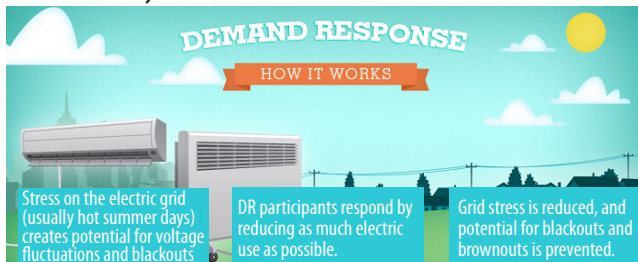 DEMAND RESPONSE
HOW IT WORKS
Stress on the electric grid
(usually hot summer days)
creates potential for voltage
fluctuations and blackouts
DR participants respond by
reducing as much electric
use as possible.
Grid stress is reduced, and
potential for blackouts and
brownouts is prevented.